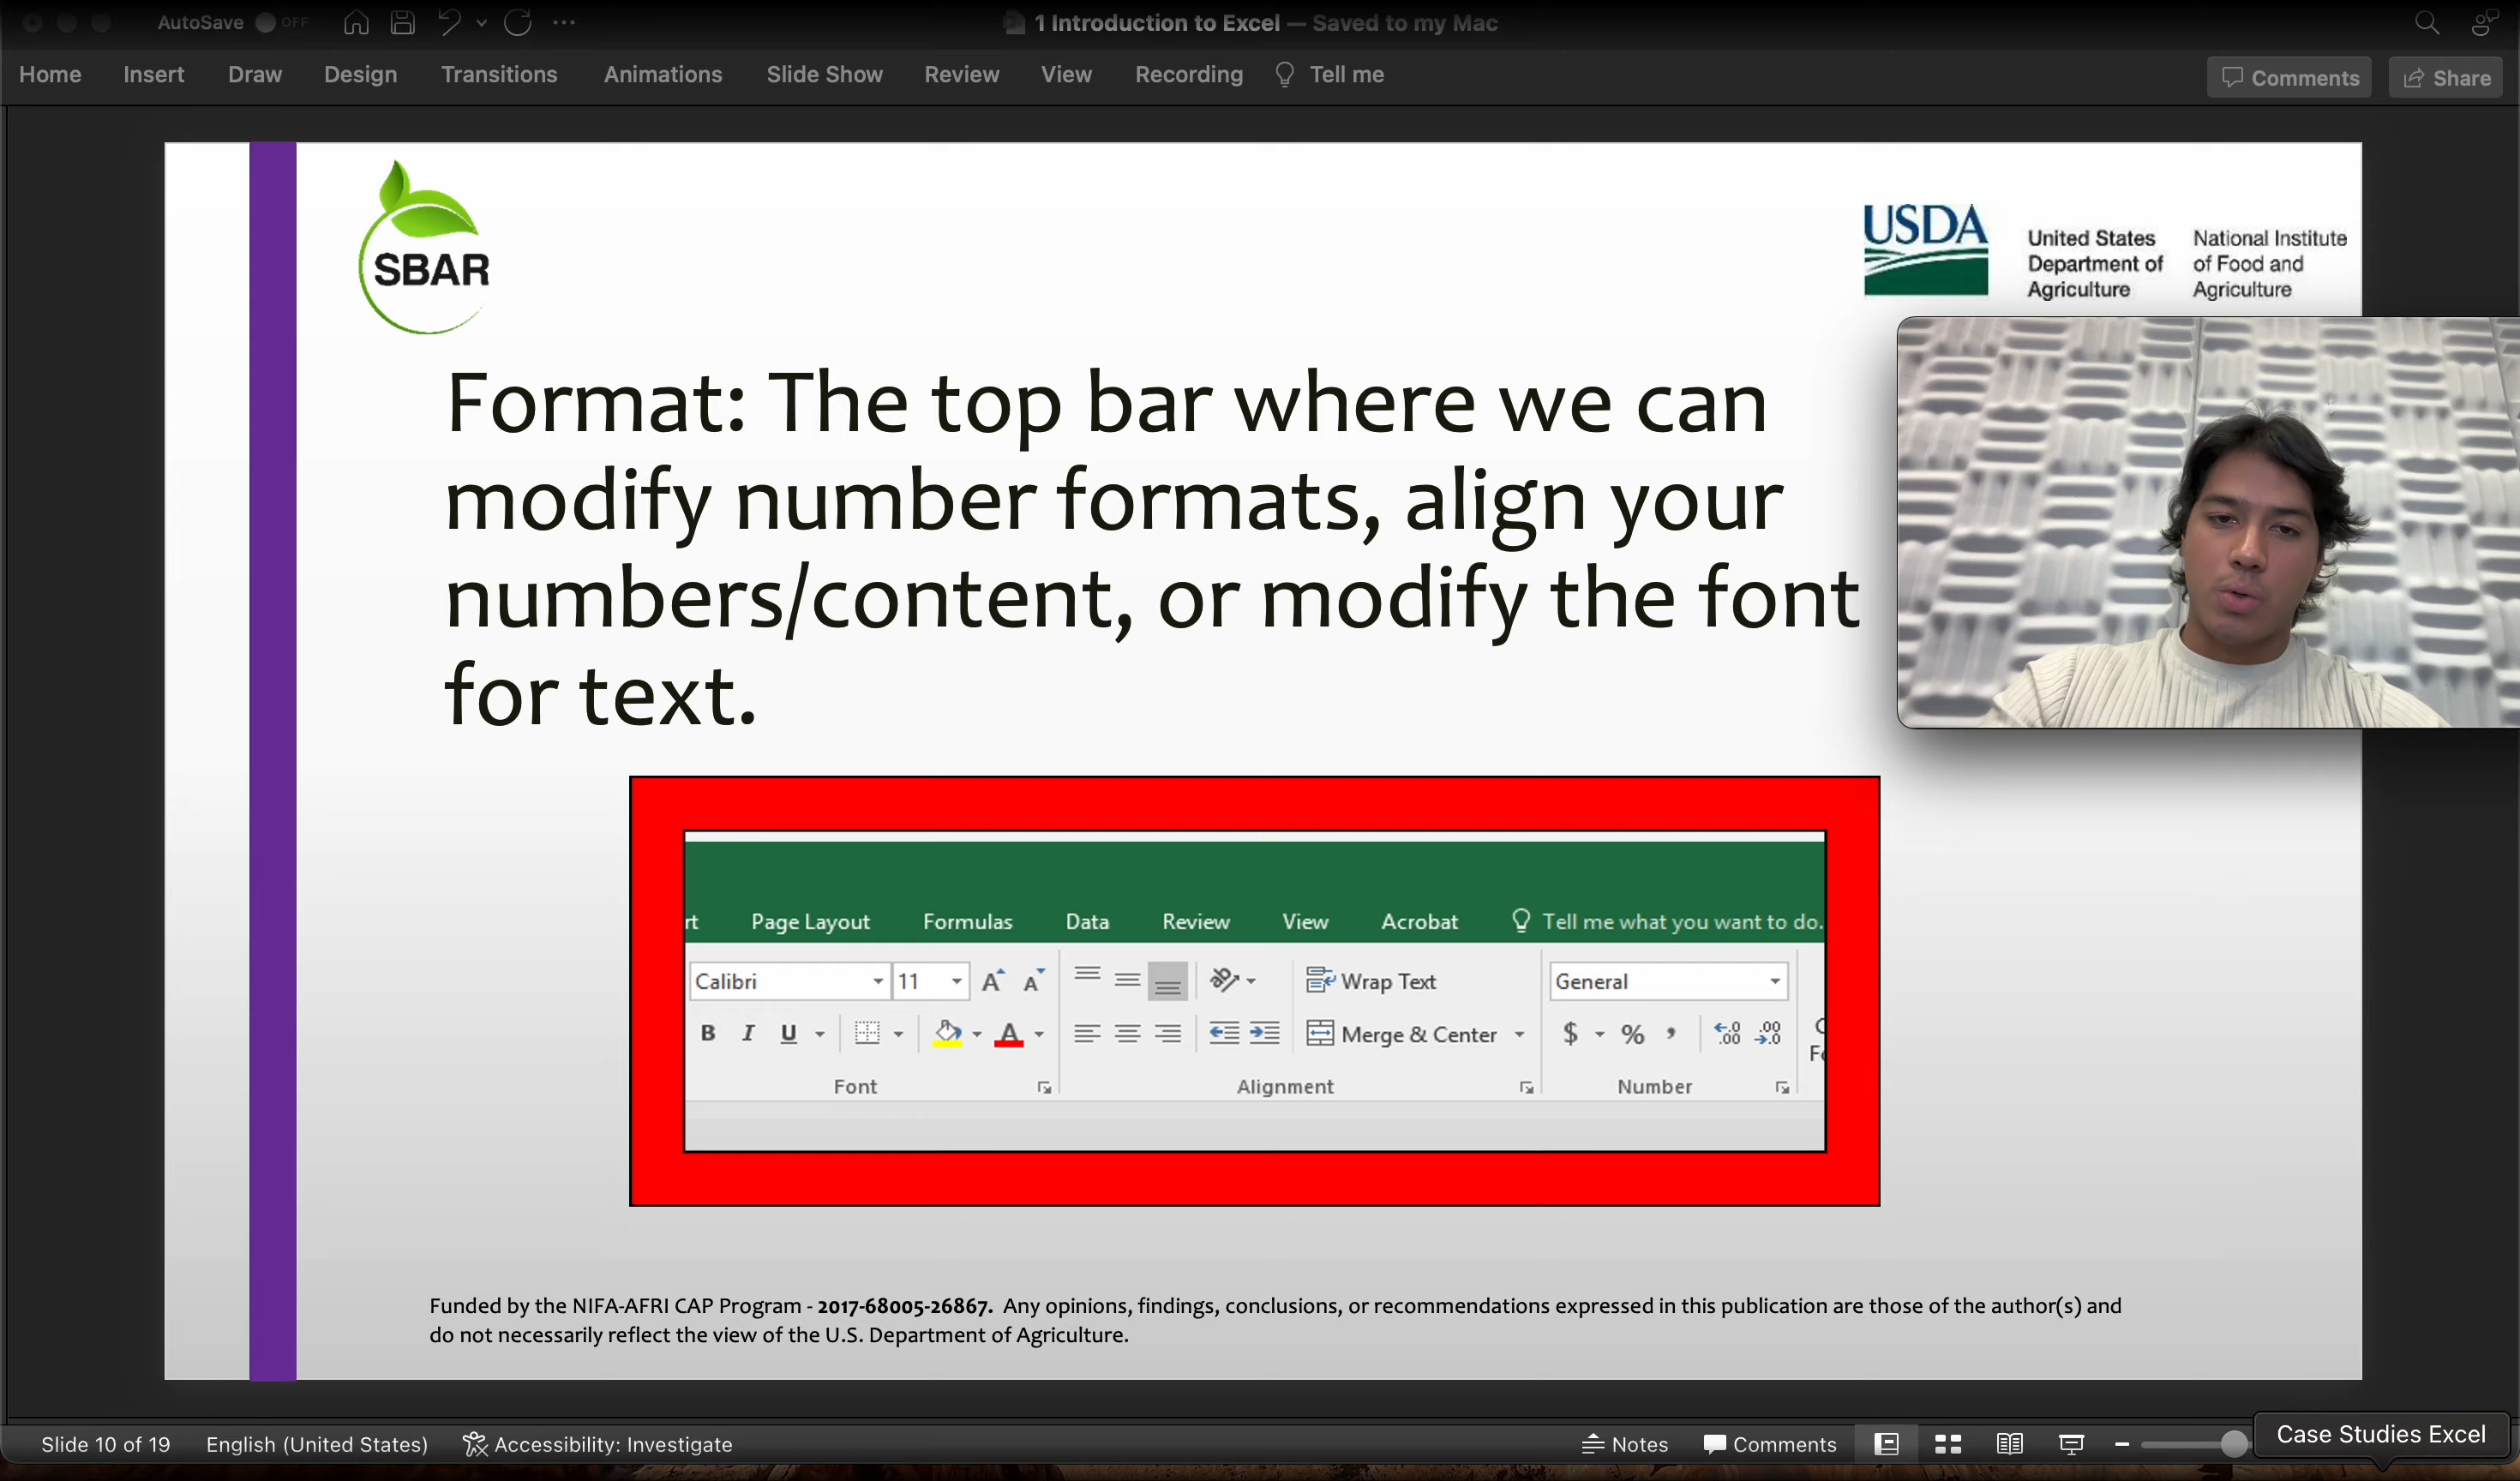 AutoSave OFF
1 Introduction to Excel — Saved to my Mac
Home Insert Draw Design Transitions Animations Slide Show Review View Recording Tell me Comments Share
SBAR
USDA
United States
Department of
Agriculture
National Institute
of Food and
Agriculture
Format: The top bar where we can
modify number formats, align your
numbers/content, or modify the font
for text.
rt Page Layout Formulas Data Review View Acrobat Tell me what you want to do.
Calibri 11 A A Wrap Text General
B I U A Merge & Center $ % , .0 .00 .00 .0
Font Alignment Number
Funded by the NIFA-AFRI CAP Program - 2017-68005-26867. Any opinions, findings, conclusions, or recommendations expressed in this publication are those of the author(s) and
do not necessarily reflect the view of the U.S. Department of Agriculture.
Slide 10 of 19 English (United States) Accessibility: Investigate Notes Comments Case Studies Excel